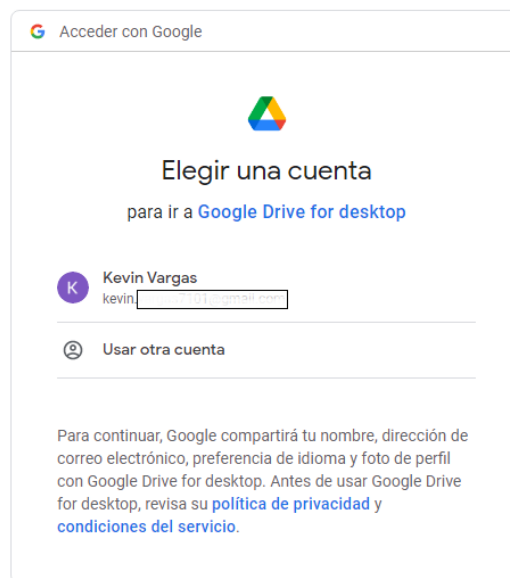 Acceder con Google
Elegir una cuenta
para ir a Google Drive for desktop
K
Kevin Vargas
kevin.
Usar otra cuenta
Para continuar, Google compartirá tu nombre, dirección de
correo electrónico, preferencia de idioma y foto de perfil
con Google Drive for desktop. Antes de usar Google Drive
for desktop, revisa su política de privacidad y
condiciones del servicio.